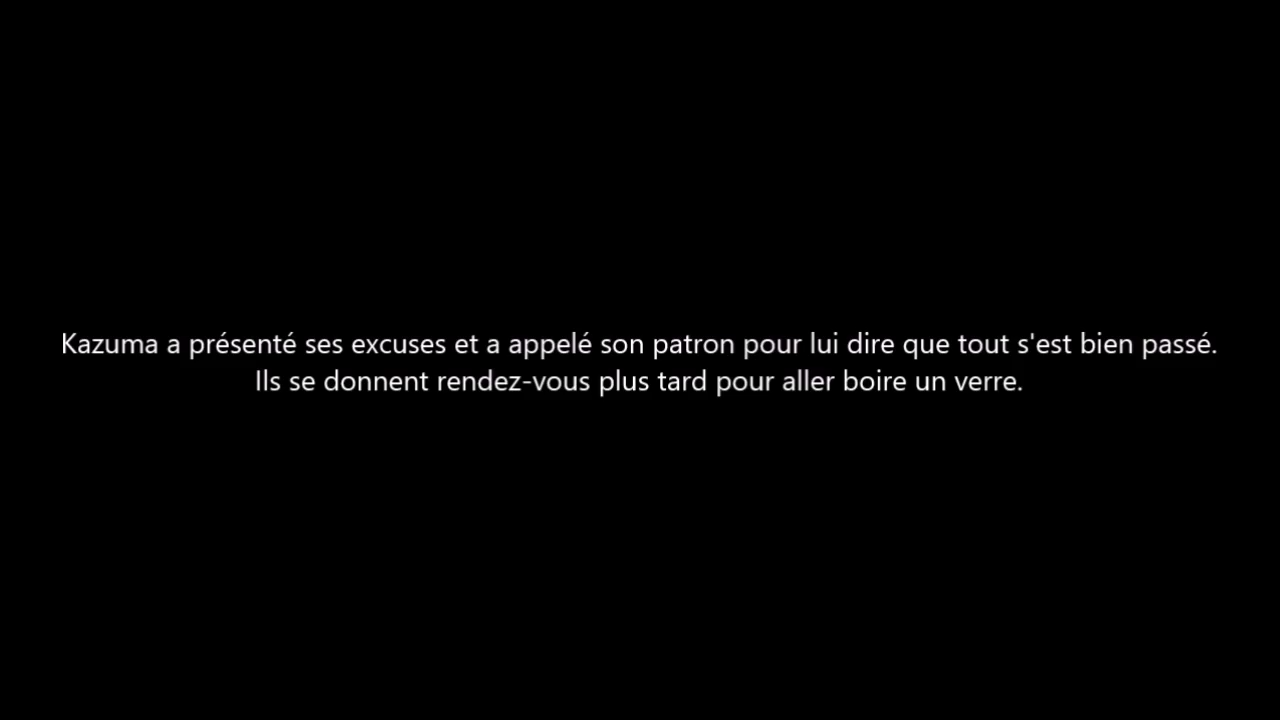 Kazuma a présenté ses excuses et a appelé son patron pour lui dire que tout s'est bien passé.
Ils se donnent rendez-vous plus tard pour aller boire un verre.